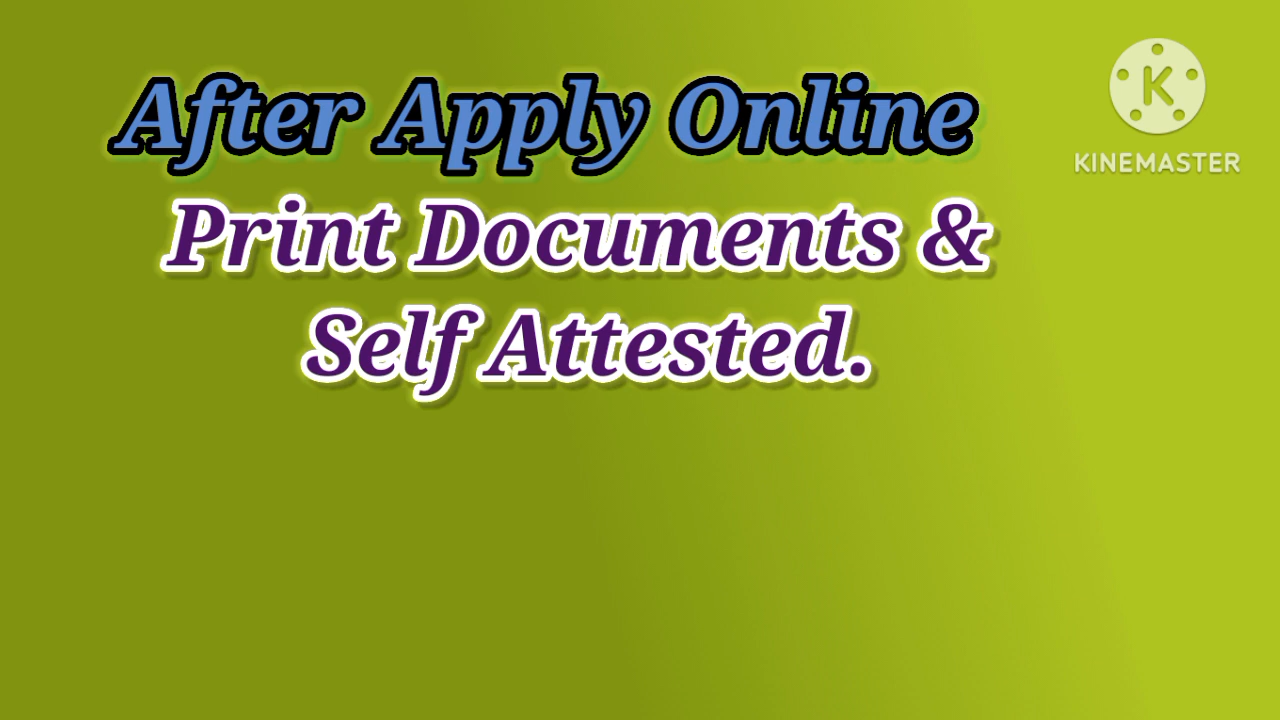 After Apply Online
Print Documents &
Self Attested.
K
KINEMASTER